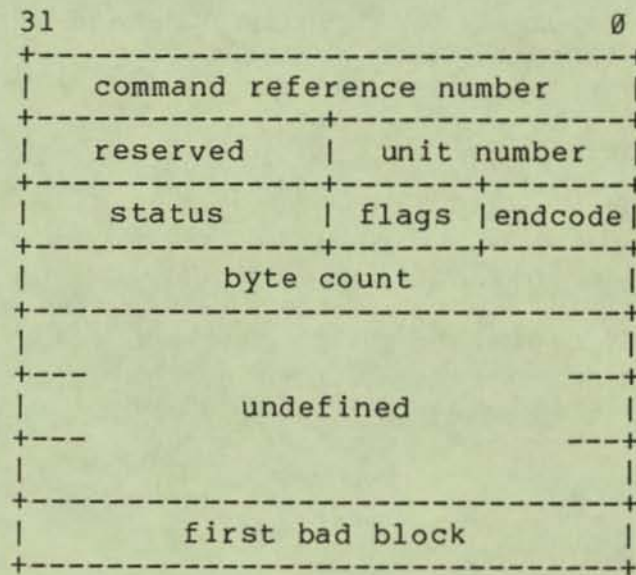 31                                     0
+--------------------------------+
|    command reference number    |
+----------------+---------------+
|    reserved    |  unit number  |
+----------------+-------+-------+
|     status     | flags |endcode|
+----------------+-------+-------+
|           byte count           |
+--------------------------------+
|                                |
+---                          ---+
|            undefined           |
+---                          ---+
|                                |
+--------------------------------+
|         first bad block        |
+--------------------------------+